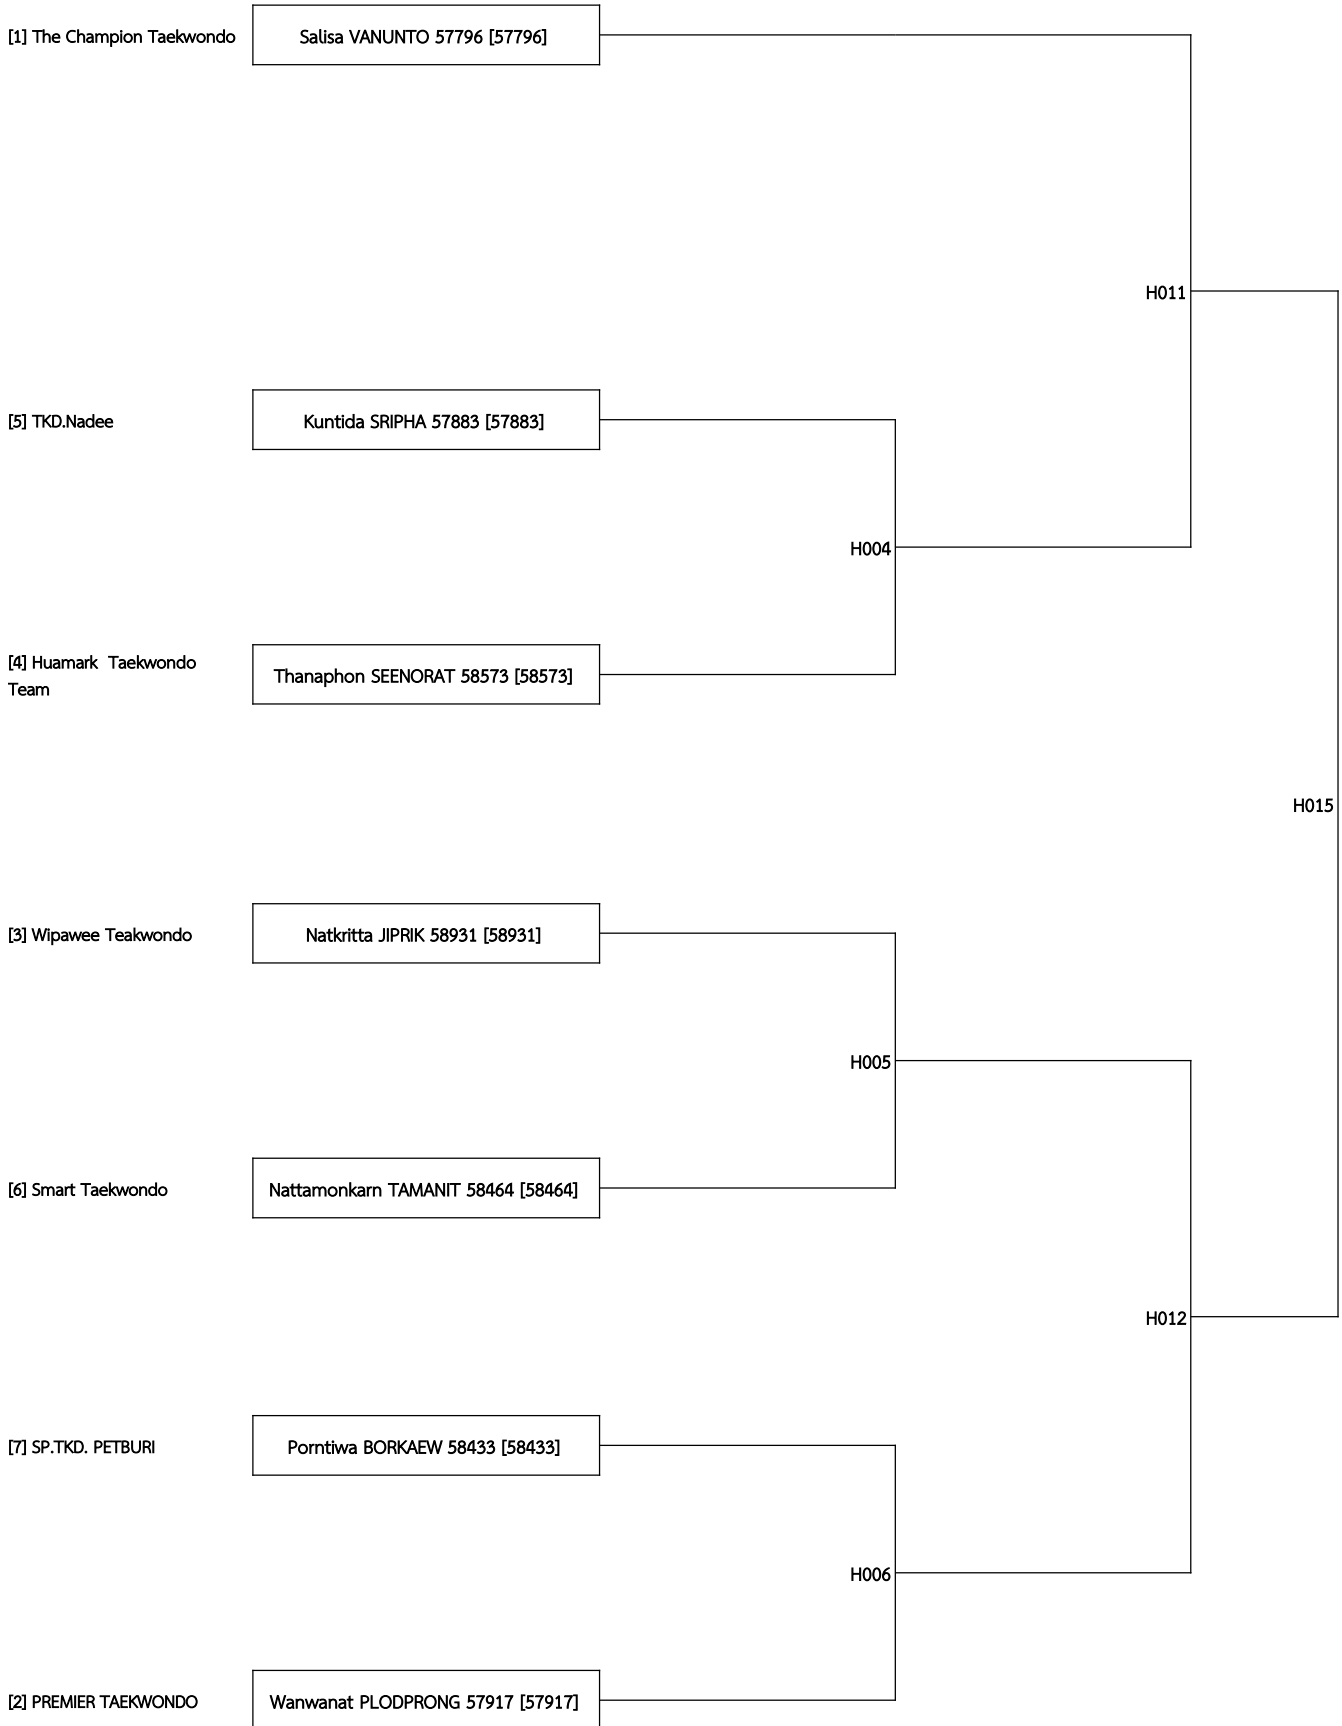 [1] The Champion Taekwondo
Salisa VANUNTO 57796 [57796]
H011
[5] TKD.Nadee
Kuntida SRIPHA 57883 [57883]
H004
[4] Huamark  Taekwondo
Team
Thanaphon SEENORAT 58573 [58573]
H015
[3] Wipawee Teakwondo
Natkritta JIPRIK 58931 [58931]
H005
[6] Smart Taekwondo
Nattamonkarn TAMANIT 58464 [58464]
H012
[7] SP.TKD. PETBURI
Porntiwa BORKAEW 58433 [58433]
H006
[2] PREMIER TAEKWONDO
Wanwanat PLODPRONG 57917 [57917]